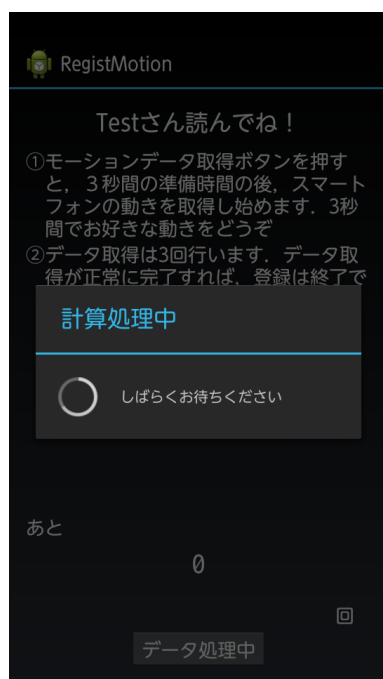 RegistMotion
Testさん読んでね！
①モーションデータ取得ボタンを押す
と，３秒間の準備時間の後，スマート
フォンの動きを取得し始めます．3秒
間でお好きな動きをどうぞ
②データ取得は3回行います．データ取
得が正常に完了すれば，登録は終了で
計算処理中
しばらくお待ちください
あと
0
回
データ処理中